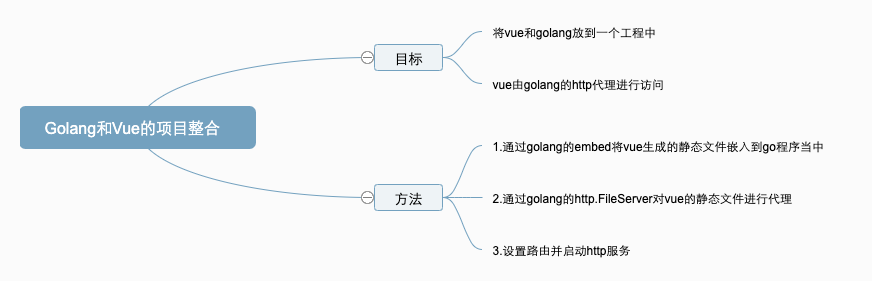 Golang和Vue的项目整合
目标
将vue和golang放到一个工程中
vue由golang的http代理进行访问
方法
1.通过golang的embed将vue生成的静态文件嵌入到go程序当中
2.通过golang的http.FileServer对vue的静态文件进行代理
3.设置路由并启动http服务